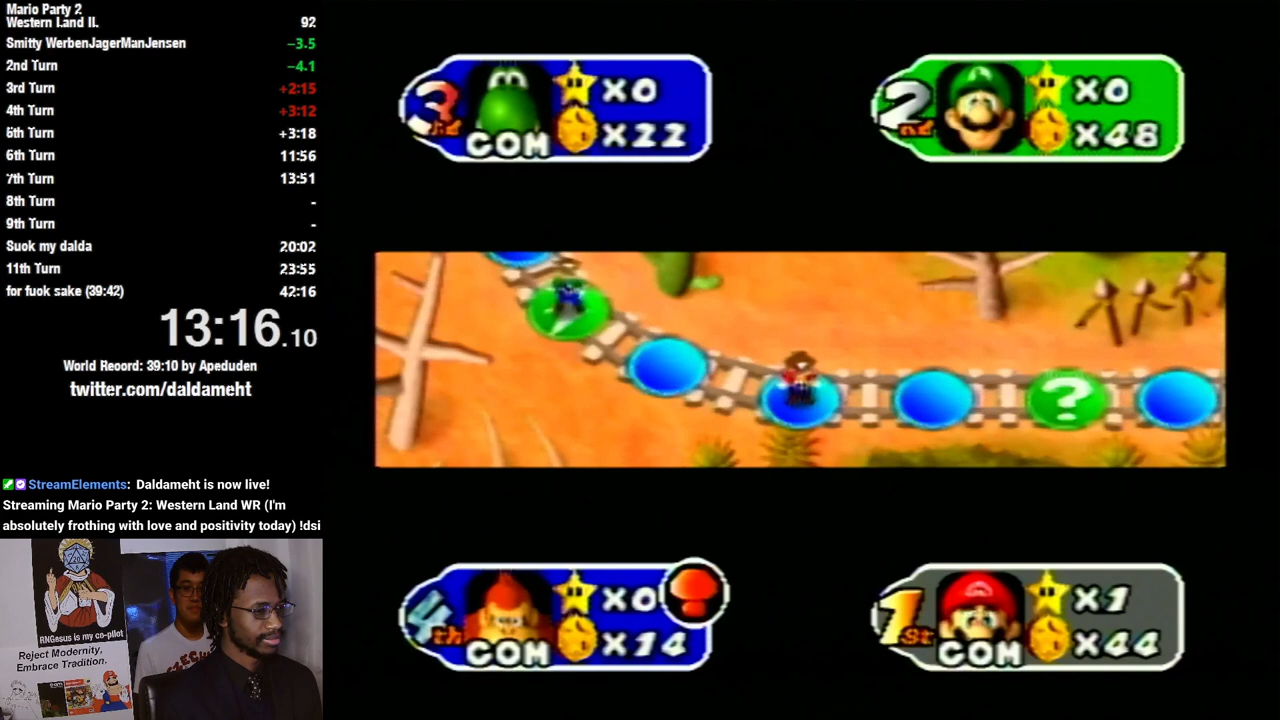 Mario Party 2
Western Land II. 92
Smitty WerbenJagerManJensen −3.5
2nd Turn −4.1
3rd Turn +2:15
4th Turn +3:12
5th Turn +3:18
6th Turn 11:56
7th Turn 13:51
8th Turn -
9th Turn -
Suok my dalda 20:02
11th Turn 23:55
for fuok sake (39:42) 42:16
13:16.10
World Reoord: 39:10 by Apeduden
twitter.com/daldameht
StreamElements: Daldameht is now live!
Streaming Mario Party 2: Western Land WR (I'm
absolutely frothing with love and positivity today) !dsi
RNGesus is my co-pilot
Reject Modernity,
Embrace Tradition.
3rd COM x0
x22
2nd x0
x48
?
4th COM x0
x14
1st COM x1
x44